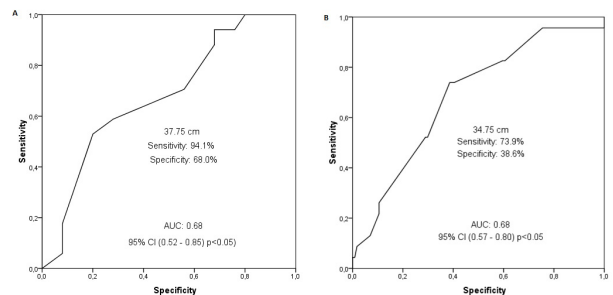 A
1,0
0,8
0,6
0,4
0,2
0,0
Sensitivity
37.75 cm
Sensitivity: 94.1%
Specificity: 68.0%
AUC: 0.68
95% CI (0.52 - 0.85) p<0.05)
0,0 0,2 0,4 0,6 0,8 1,0
Specificity
B
1,0
0,8
0,6
0,4
0,2
0,0
Sensitivity
34.75 cm
Sensitivity: 73.9%
Specificity: 38.6%
AUC: 0.68
95% CI (0.57 - 0.80) p<0.05
0,0 0,2 0,4 0,6 0,8 1,0
Specificity